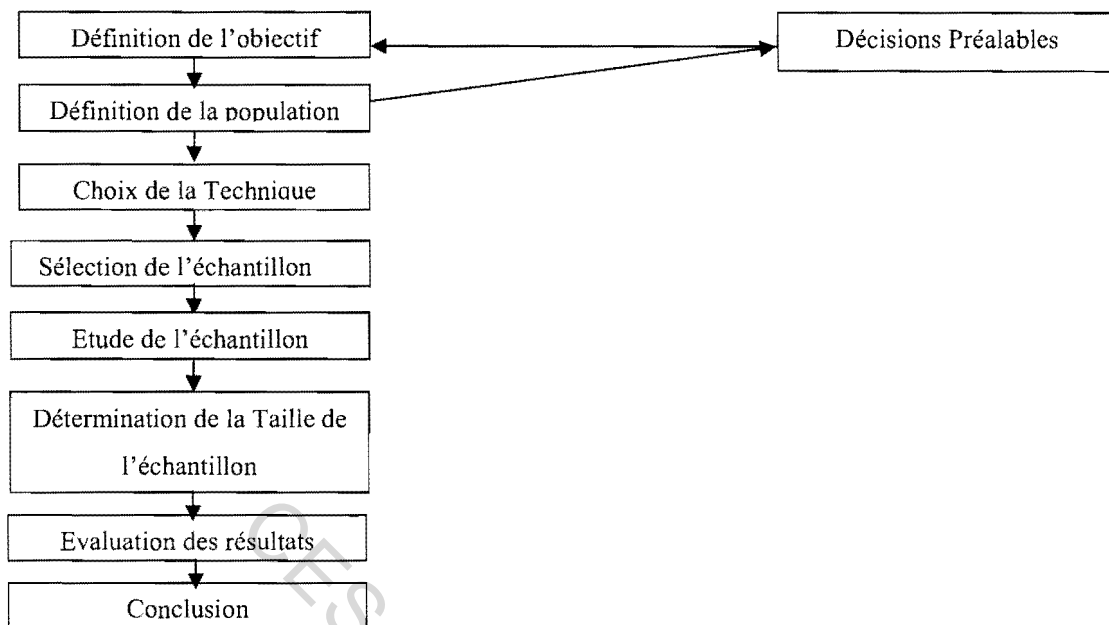 Définition de l'objectif
Décisions Préalables
Définition de la population
Choix de la Technique
Sélection de l'échantillon
Etude de l'échantillon
Détermination de la Taille de
l'échantillon
Evaluation des résultats
Conclusion
CES